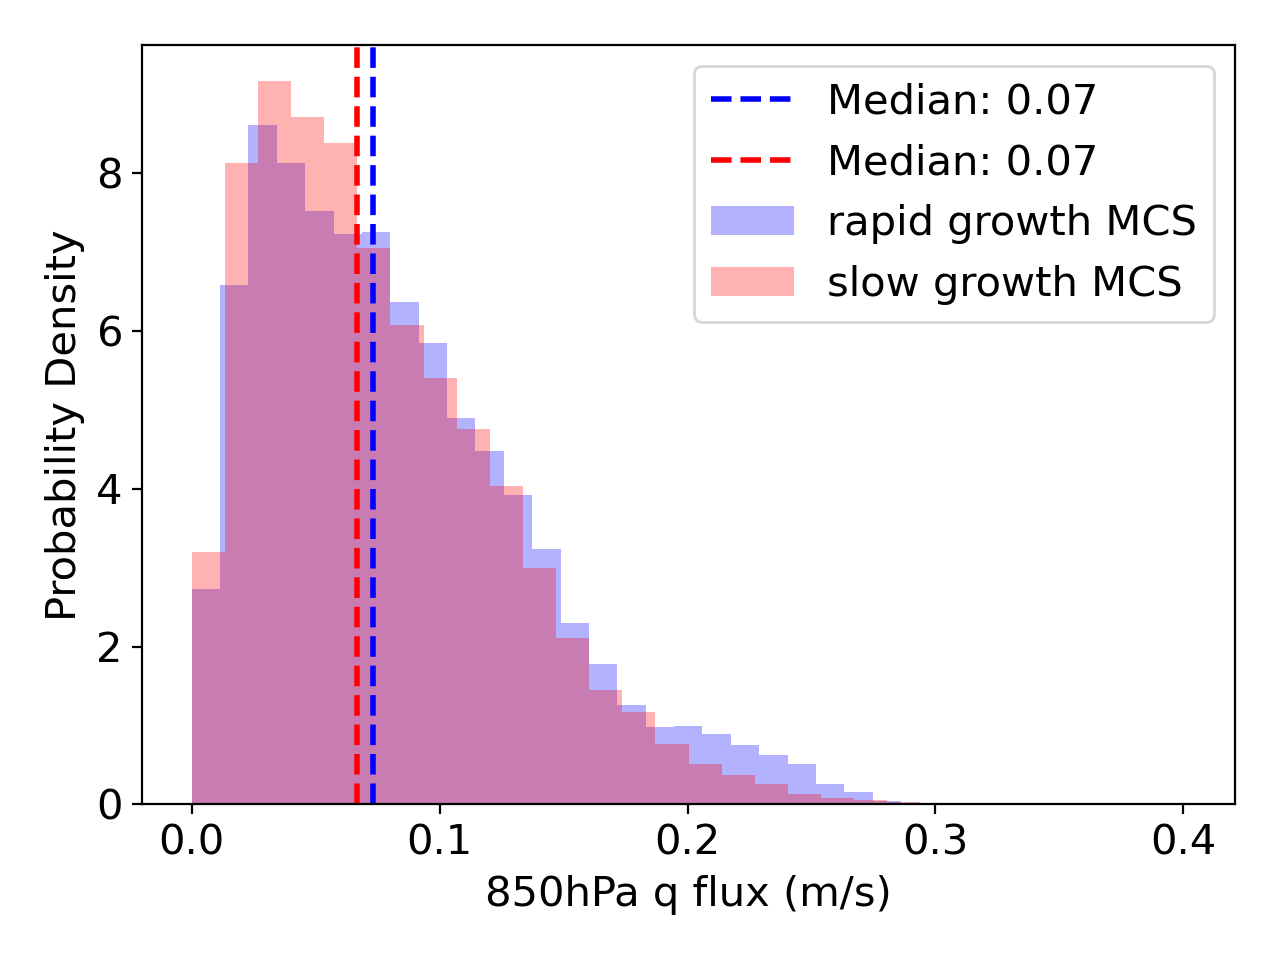 Median: 0.07
Median: 0.07
rapid growth MCS
slow growth MCS
Probability Density
8
6
4
2
0
0.0 0.1 0.2 0.3 0.4
850hPa q flux (m/s)